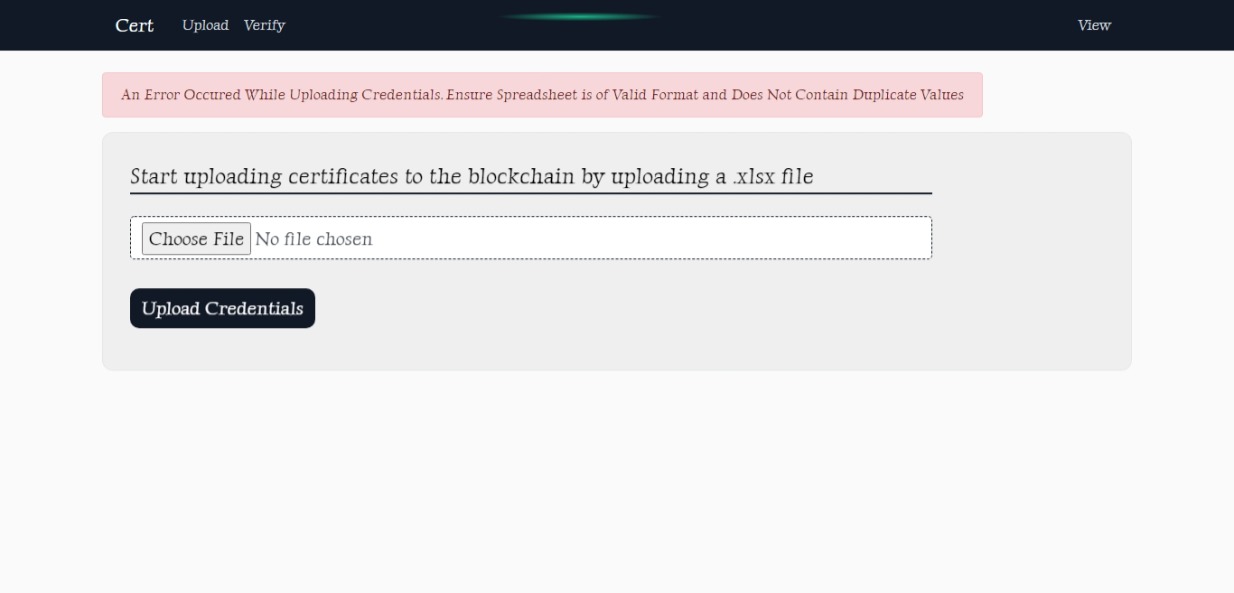 Cert Upload Verify View
An Error Occured While Uploading Credentials. Ensure Spreadsheet is of Valid Format and Does Not Contain Duplicate Values
Start uploading certificates to the blockchain by uploading a .xlsx file
Choose File No file chosen
Upload Credentials